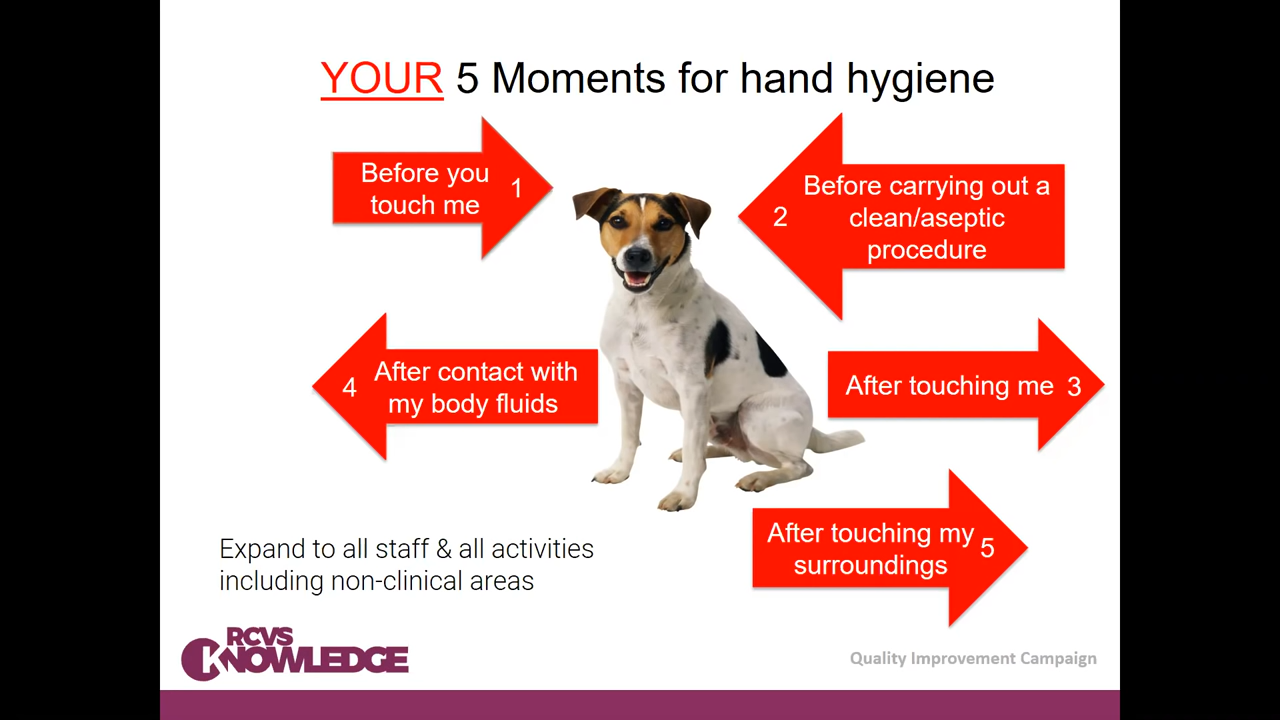 YOUR 5 Moments for hand hygiene
Before you
touch me
1
2
Before carrying out a
clean/aseptic
procedure
After touching me 3
4
After contact with
my body fluids
After touching my
surroundings
5
Expand to all staff & all activities
including non-clinical areas
RCVS
KNOWLEDGE
Quality Improvement Campaign